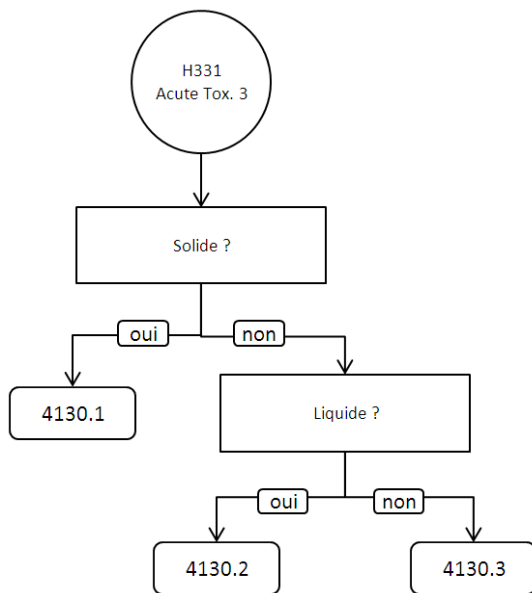 H331
Acute Tox. 3
Solide ?
oui
non
4130.1
Liquide ?
oui
non
4130.2
4130.3